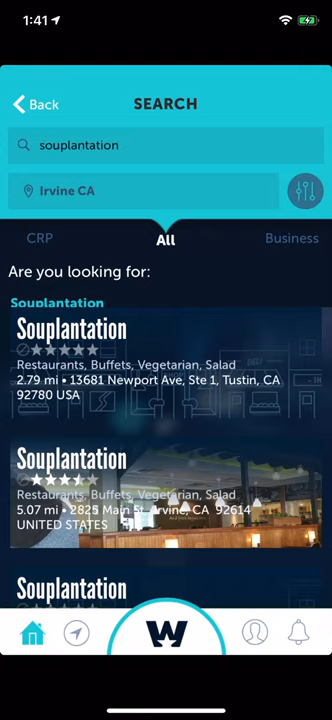 1:41
Back
SEARCH
souplantation
Irvine CA
CRP
All
Business
Are you looking for:
Souplantation
Souplantation
Restaurants, Buffets, Vegetarian, Salad
2.79 mi • 13681 Newport Ave, Ste 1, Tustin, CA
92780 USA
Souplantation
Restaurants, Buffets, Vegetarian, Salad
5.07 mi • 2825 Main St, Irvine, CA 92614
UNITED STATES
Souplantation
W